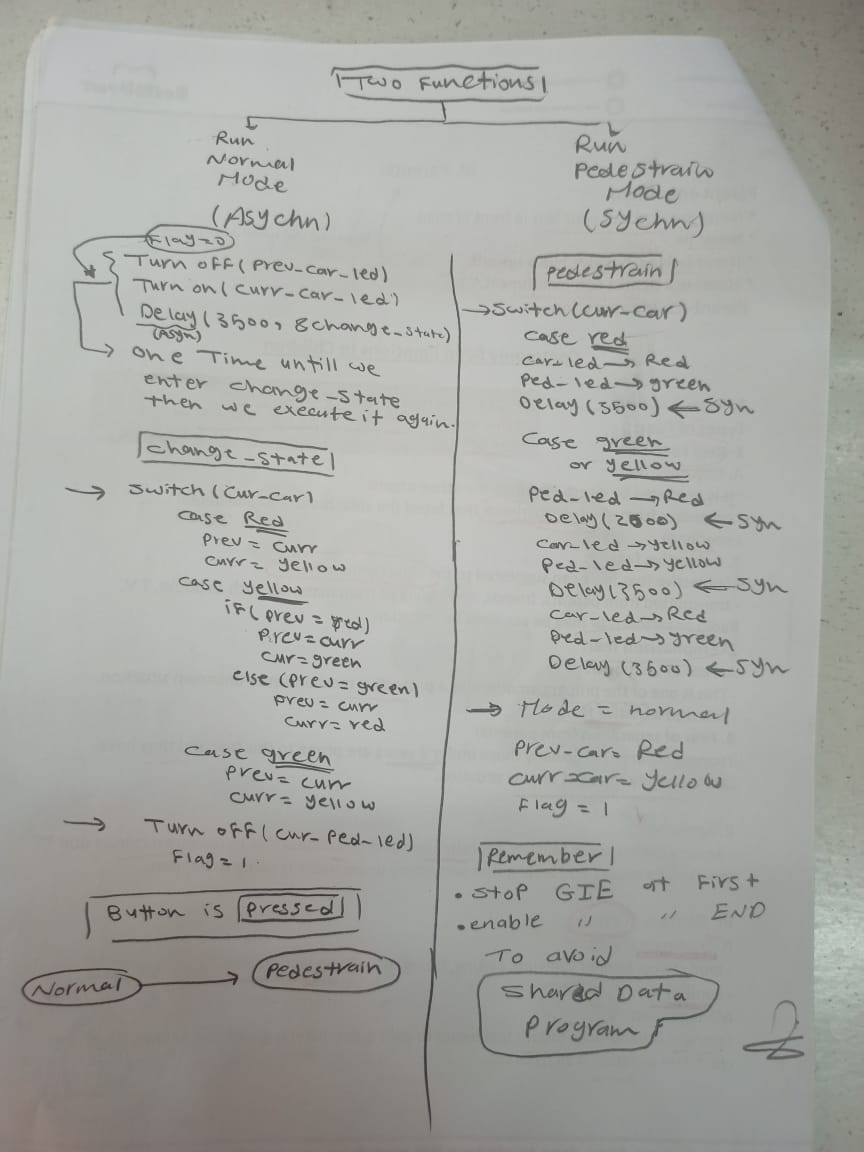 Two Functions
Run
Normal
Mode
(Asychn)
Run
Pedestrain
Mode
(Sychn)
Flag=0
Turn off(Prev-car-led)
Turn on(curr-car-led)
Delay(3500, &change-state)
(Asyn)
one Time untill we
enter change-state
then we execute it again.
change-state
→ switch(cur-car)
case Red
Prev = curr
curr = yellow
case yellow
if(prev = red)
Prev=curr
cur=green
else (prev=green)
prev= curr
curr=red
case green
prev= curr
curr= yellow
→ Turn off(cur-Ped-led)
Flag=1.
Button is Pressed
Normal → Pedestrain
pedestrain
→ switch(curr-car)
case red
car-led→Red
Ped-led→green
Delay(3500) ← syn
Case green
or yellow
Ped-led→Red
Delay(2500) ← Syn
car-led→yellow
Ped-led→yellow
Delay(3500) ← Syn
car-led→Red
Ped-led→green
Delay (3500) ← Syn
→ Mode = normal
Prev-car= Red
curr-car= yellow
Flag = 1
Remember
• stop GIE at First
• enable " " END
To avoid
Shared Data
Program